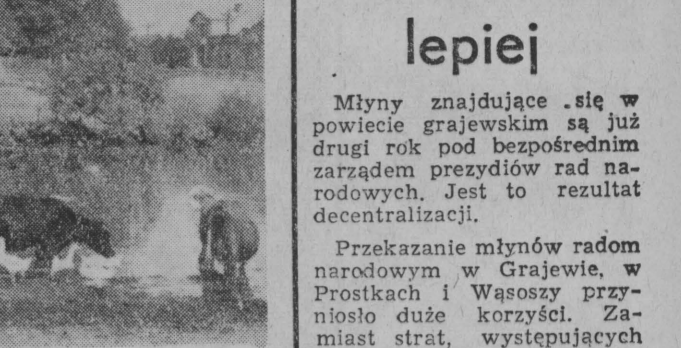 lepiej
Młyny znajdujące się w
powiecie grajewskim są już
drugi rok pod bezpośrednim
zarządem prezydiów rad na-
rodowych. Jest to rezultat
decentralizacji.
Przekazanie młynów radom
narodowym w Grajewie, w
Prostkach i Wąsoszy przy-
niosło duże korzyści. Za-
miast strat, występujących